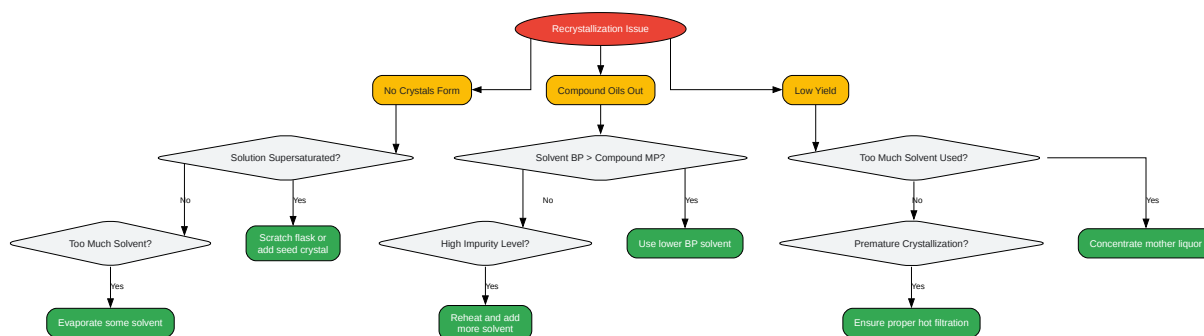 Recrystallization Issue
No Crystals Form
Compound Oils Out
Low Yield
Solution Supersaturated?
Solvent BP > Compound MP?
Too Much Solvent Used?
No
Yes
No
Yes
No
Yes
Too Much Solvent?
Scratch flask or
add seed crystal
High Impurity Level?
Use lower BP solvent
Premature Crystallization?
Concentrate mother liquor
Yes
Yes
Yes
Evaporate some solvent
Reheat and add
more solvent
Ensure proper hot filtration